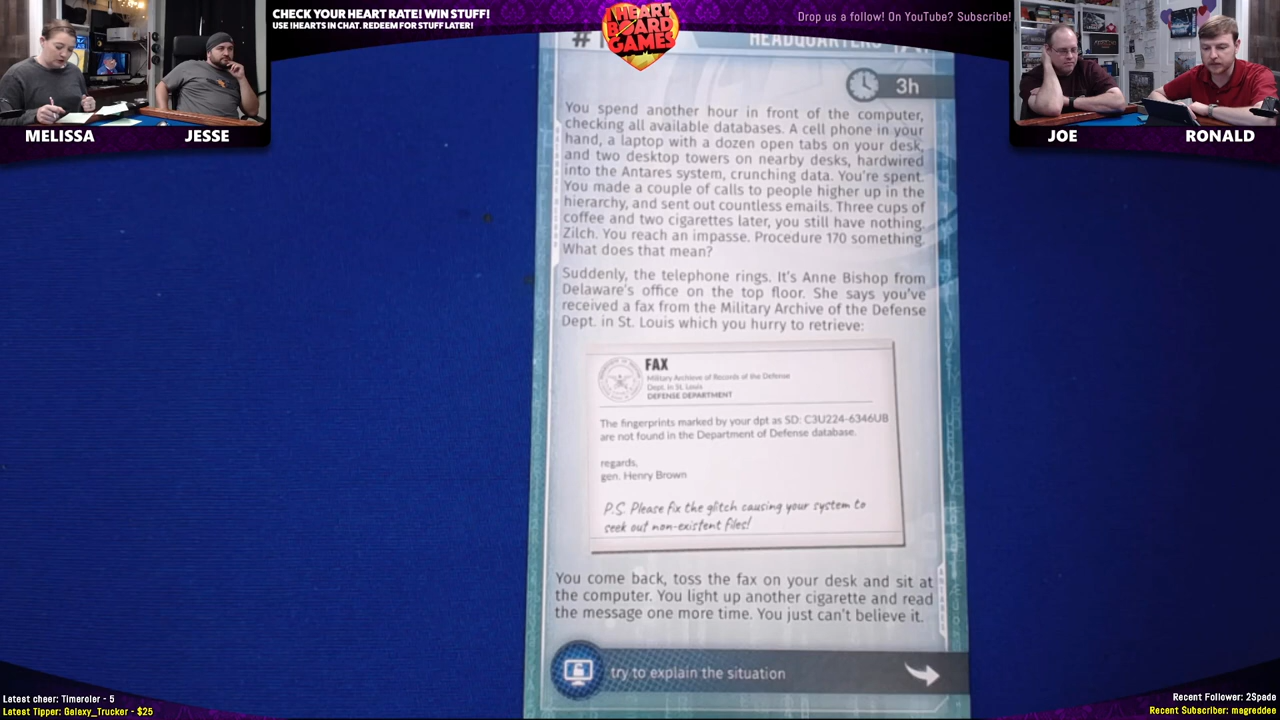 CHECK YOUR HEART RATE! WIN STUFF!
USE !HEARTS IN CHAT. REDEEM FOR STUFF LATER!
I HEART
BOARD
GAMES
Drop us a follow! On YouTube? Subscribe!
MELISSA
JESSE
JOE
RONALD
HEADQUARTERS
3h
You spend another hour in front of the computer,
checking all available databases. A cell phone in your
hand, a laptop with a dozen open tabs on your desk,
and two desktop towers on nearby desks, hardwired
into the Antares system, crunching data. You're spent.
You made a couple of calls to people higher up in the
hierarchy, and sent out countless emails. Three cups of
coffee and two cigarettes later, you still have nothing.
Zilch. You reach an impasse. Procedure 170 something.
What does that mean?
Suddenly, the telephone rings. It's Anne Bishop from
Delaware's office on the top floor. She says you've
received a fax from the Military Archive of the Defense
Dept. in St. Louis which you hurry to retrieve:
FAX
Military Archieve of Records of the Defense
Dept. in St. Louis
DEFENSE DEPARTMENT
The fingerprints marked by your dpt as SD: C3U224-6346UB
are not found in the Department of Defense database.
regards,
gen. Henry Brown
P.S. Please fix the glitch causing your system to
seek out non-existent files!
You come back, toss the fax on your desk and sit at
the computer. You light up another cigarette and read
the message one more time. You just can't believe it.
try to explain the situation
Latest cheer: Timeroler - 5
Latest Tipper: Galaxy_Trucker - $25
Recent Follower: 2Spede
Recent Subscriber: magreddee